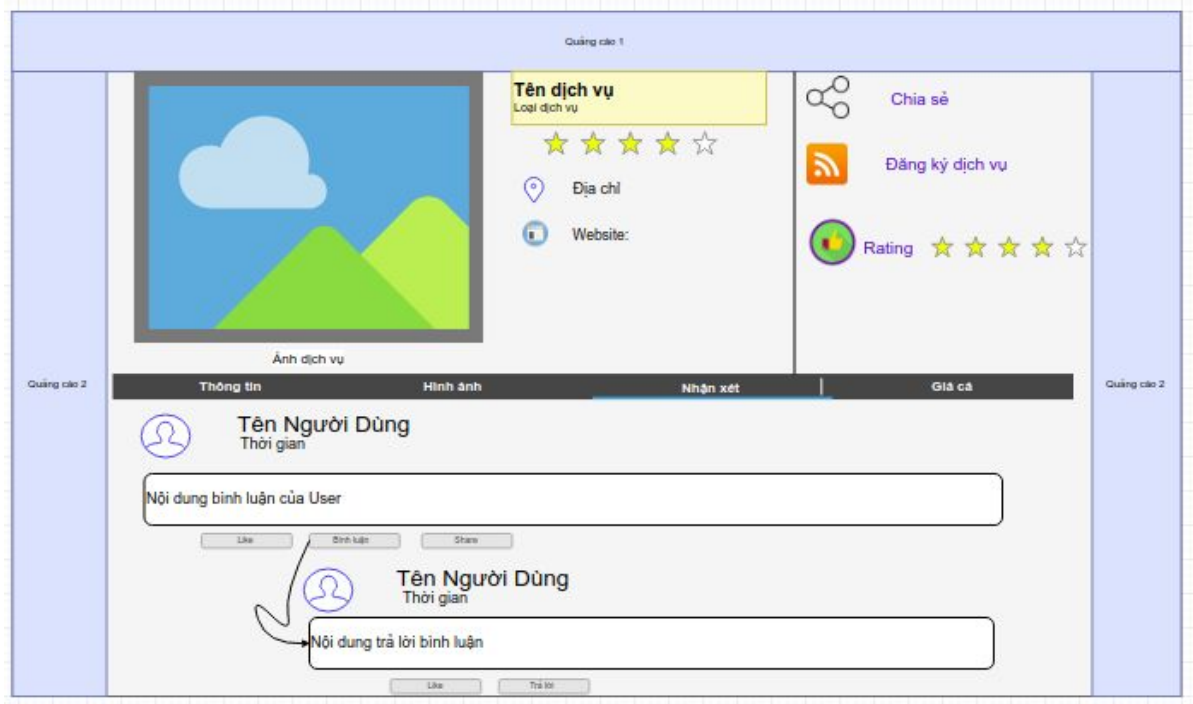 Quảng cáo 1
Tên dịch vụ
Loại dịch vụ
Địa chỉ
Website:
Chia sẻ
Đăng ký dịch vụ
Rating
Ảnh dịch vụ
Quảng cáo 2
Quảng cáo 2
Thông tin
Hình ảnh
Nhận xét
Giá cả
Tên Người Dùng
Thời gian
Nội dung bình luận của User
Like
Bình luận
Share
Tên Người Dùng
Thời gian
Nội dung trả lời bình luận
Like
Trả lời